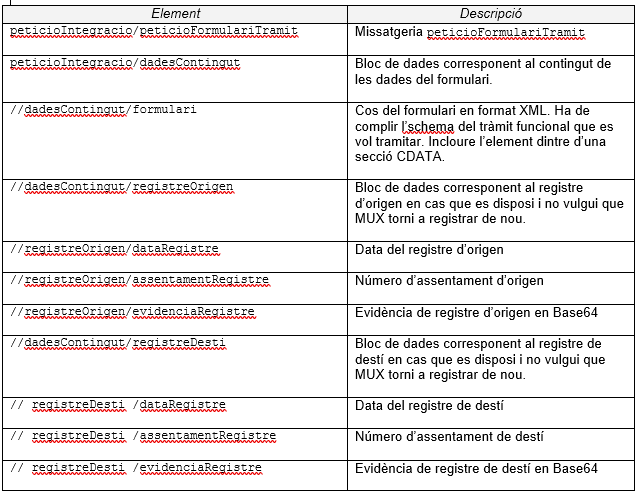 Element
Descripció
peticioIntegracio/peticioFormulariTramit
Missatgeria peticioFormulariTramit
peticioIntegracio/dadesContingut
Bloc de dades corresponent al contingut de
les dades del formulari.
//dadesContingut/formulari
Cos del formulari en format XML. Ha de
complir l’schema del tràmit funcional que es
vol tramitar. Incloure l’element dintre d’una
secció CDATA.
//dadesContingut/registreOrigen
Bloc de dades corresponent al registre
d’origen en cas que es disposi i no vulgui que
MUX torni a registrar de nou.
//registreOrigen/dataRegistre
Data del registre d’origen
//registreOrigen/assentamentRegistre
Número d’assentament d’origen
//registreOrigen/evidenciaRegistre
Evidència de registre d’origen en Base64
//dadesContingut/registreDesti
Bloc de dades corresponent al registre de
destí en cas que es disposi i no vulgui que
MUX torni a registrar de nou.
// registreDesti /dataRegistre
Data del registre de destí
// registreDesti /assentamentRegistre
Número d’assentament de destí
// registreDesti /evidenciaRegistre
Evidència de registre de destí en Base64